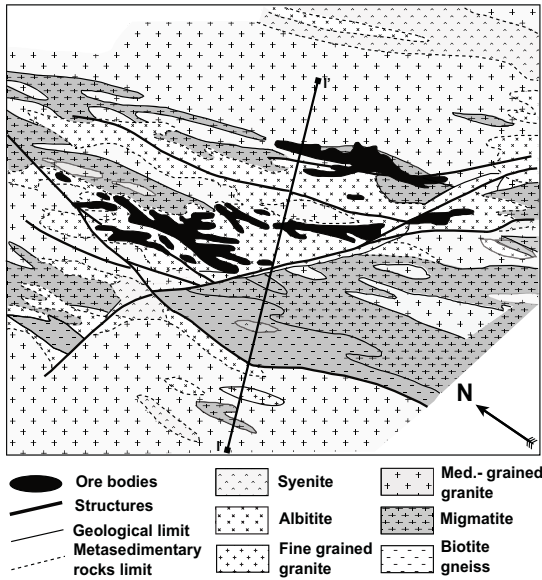 I'
N
I'
Ore bodies
Structures
Geological limit
Metasedimentary
rocks limit
Syenite
Albitite
Fine grained
granite
Med.- grained
granite
Migmatite
Biotite
gneiss